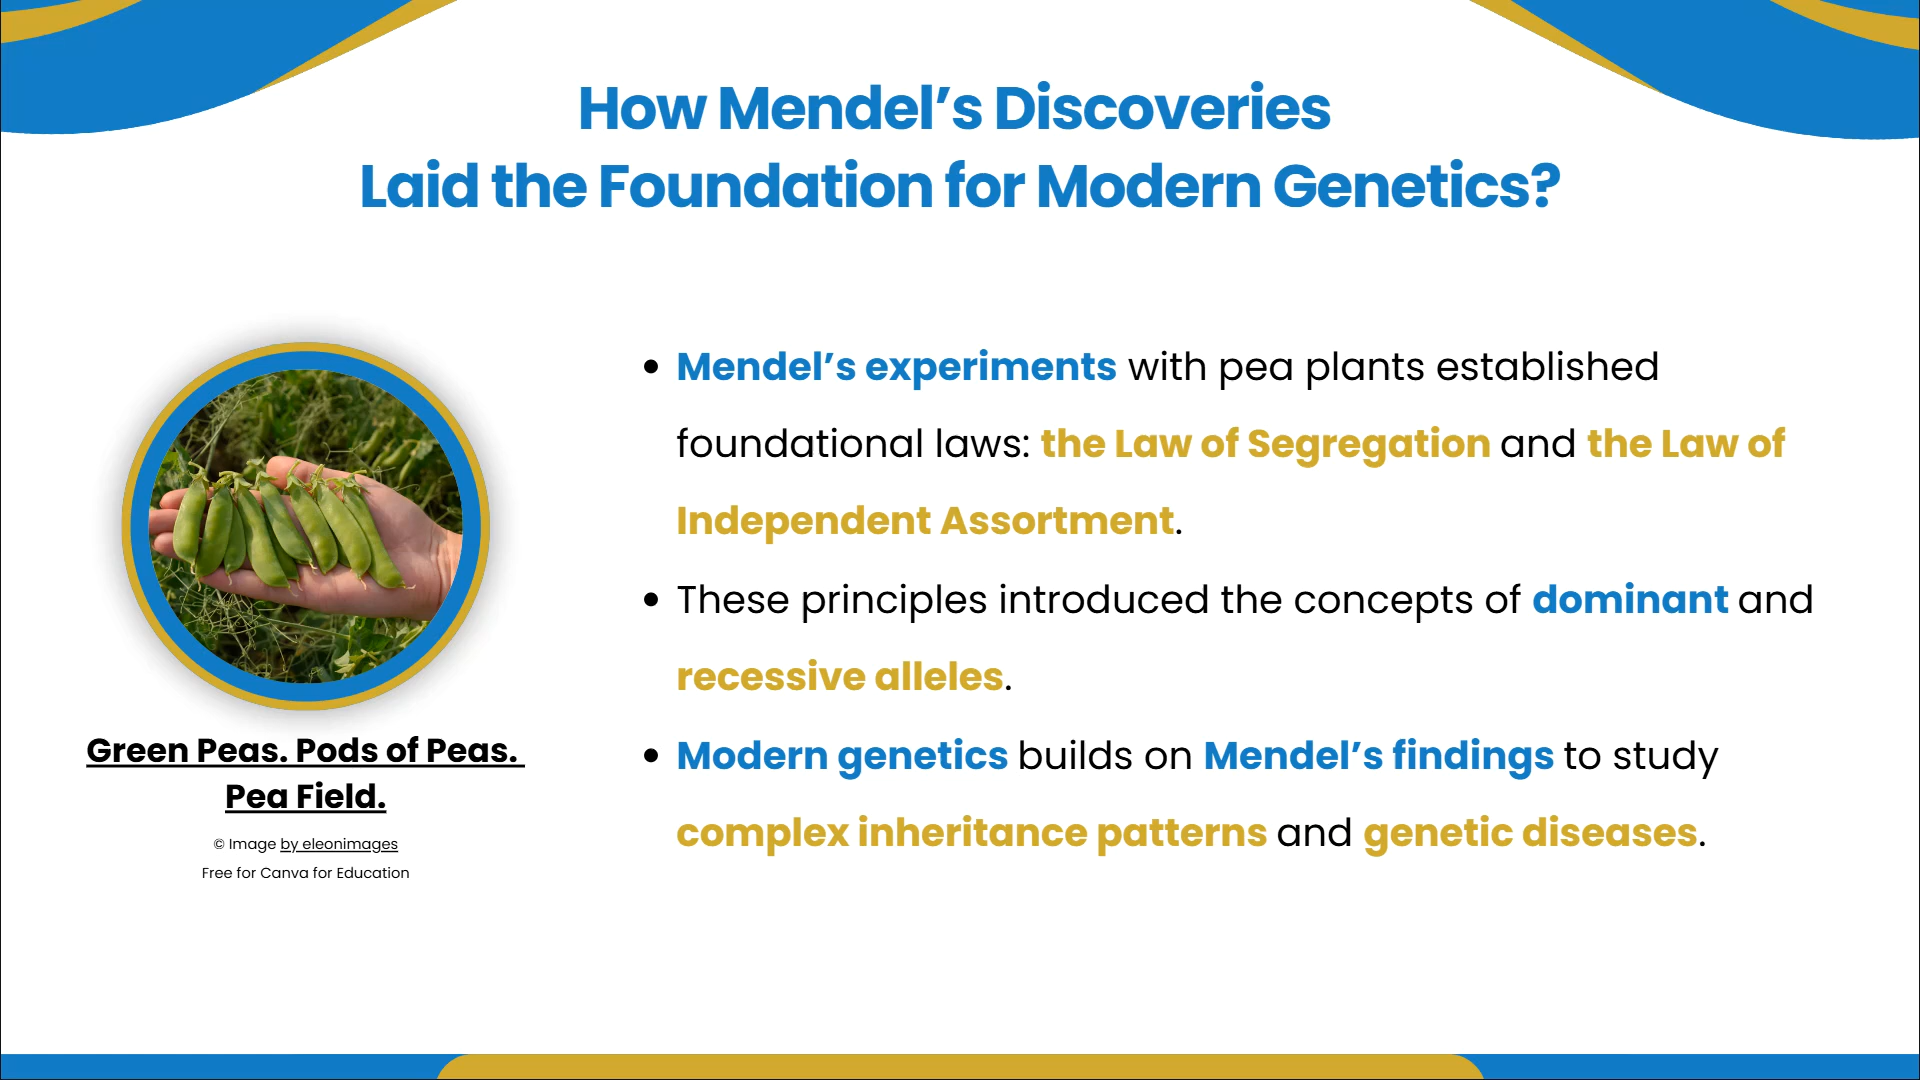 How Mendel’s Discoveries
Laid the Foundation for Modern Genetics?
• Mendel’s experiments with pea plants established
foundational laws: the Law of Segregation and the Law of
Independent Assortment.
• These principles introduced the concepts of dominant and
recessive alleles.
• Modern genetics builds on Mendel’s findings to study
complex inheritance patterns and genetic diseases.
Green Peas. Pods of Peas.
Pea Field.
© Image by eleonimages
Free for Canva for Education